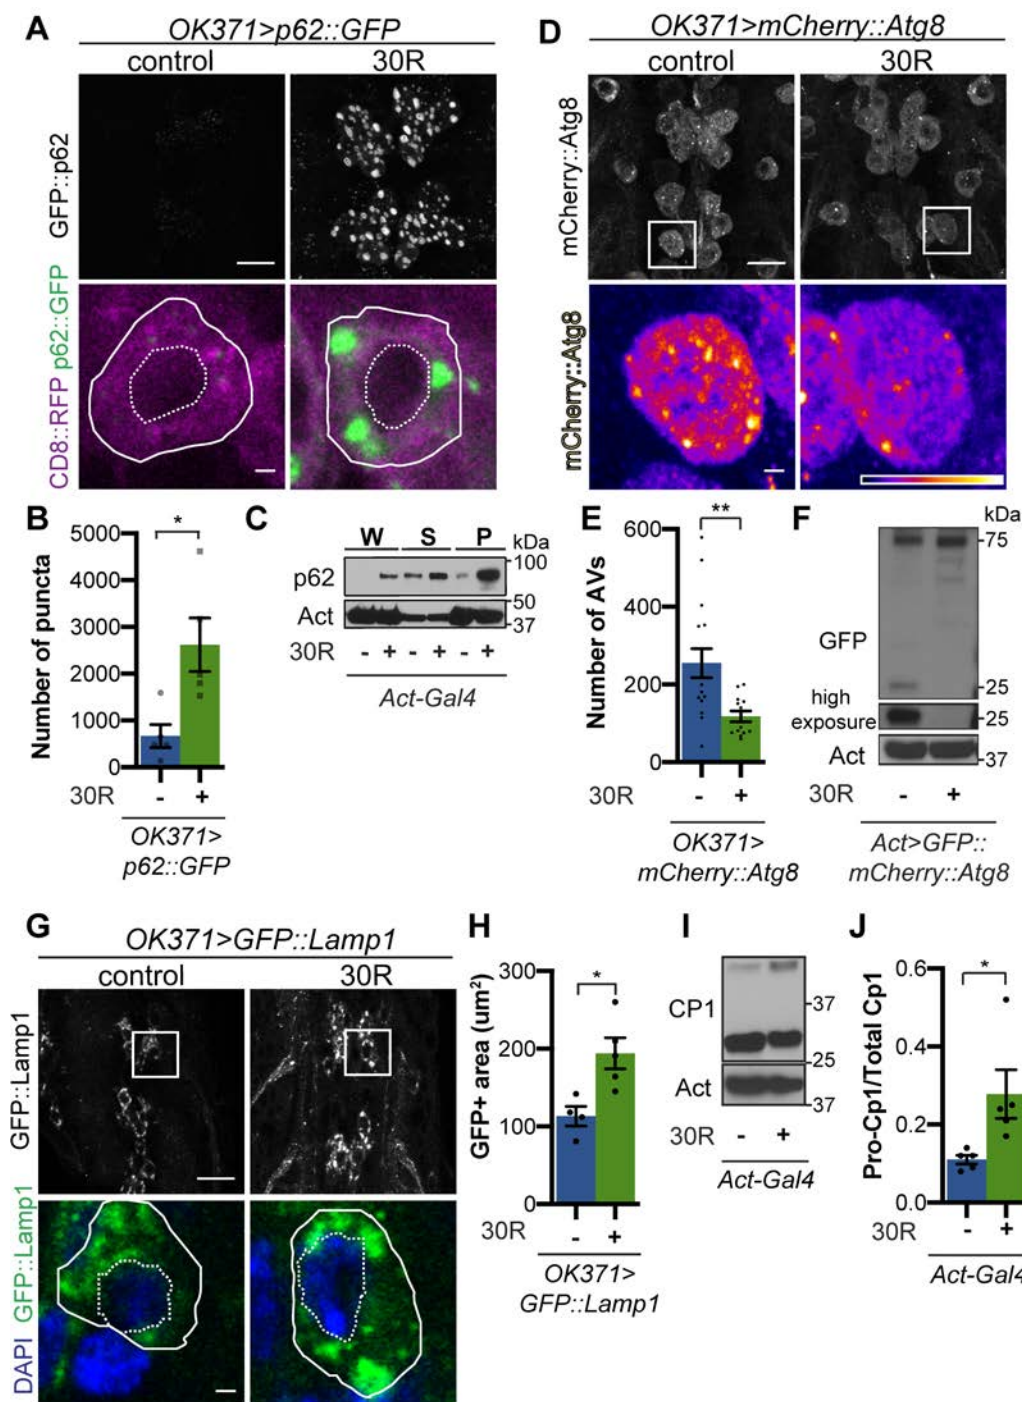 A
OK371>p62::GFP
control 30R
GFP::p62
CD8::RFP p62::GFP
D
OK371>mCherry::Atg8
control 30R
mCherry::Atg8
mCherry::Atg8
B
Number of puncta
5000
4000
3000
2000
1000
0
*
30R - +
OK371>
p62::GFP
C
W S P kDa
p62
100
50
Act
37
30R - + - + - +
Act-Gal4
E
Number of AVs
600
400
200
0
**
30R - +
OK371>
mCherry::Atg8
F
kDa
75
GFP
25
high
exposure
25
Act
37
30R - +
Act>GFP::
mCherry::Atg8
G
OK371>GFP::Lamp1
control 30R
GFP::Lamp1
DAPI GFP::Lamp1
H
GFP+ area (um²)
300
200
100
0
*
30R - +
OK371>
GFP::Lamp1
I
CP1
37
25
Act
37
30R - +
Act-Gal4
J
Pro-Cp1/Total Cp1
0.6
0.4
0.2
0.0
*
30R - +
Act-Gal4